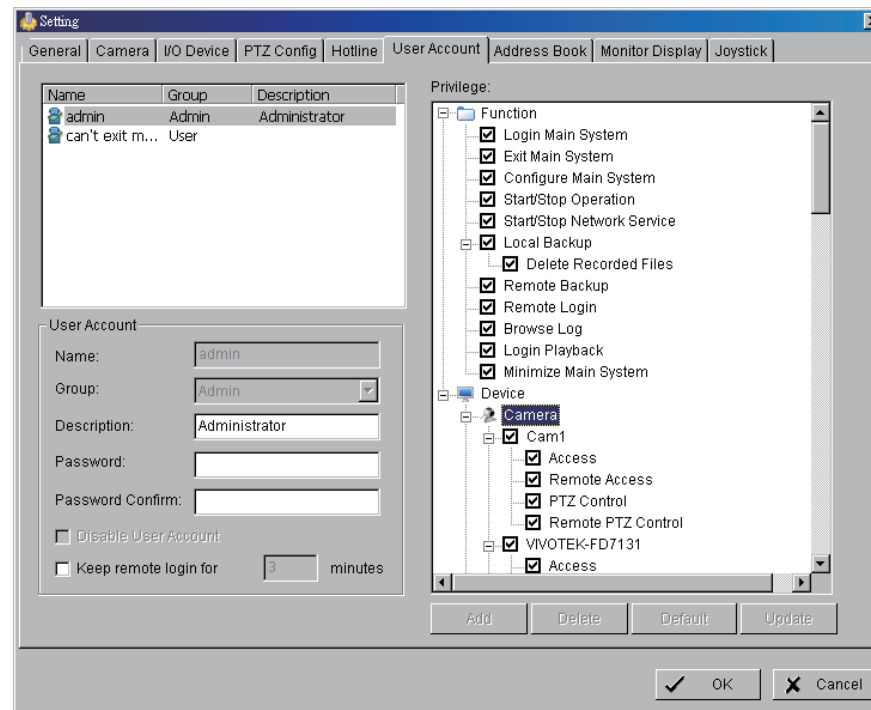 Setting
General Camera I/O Device PTZ Config Hotline User Account Address Book Monitor Display Joystick
Name Group Description
admin Admin Administrator
can't exit m... User
User Account
Name: admin
Group: Admin
Description: Administrator
Password:
Password Confirm:
Disable User Account
Keep remote login for 3 minutes
Privilege:
Function
Login Main System
Exit Main System
Configure Main System
Start/Stop Operation
Start/Stop Network Service
Local Backup
Delete Recorded Files
Remote Backup
Remote Login
Browse Log
Login Playback
Minimize Main System
Device
Camera
Cam1
Access
Remote Access
PTZ Control
Remote PTZ Control
VIVOTEK-FD7131
Access
Add Delete Default Update
OK Cancel